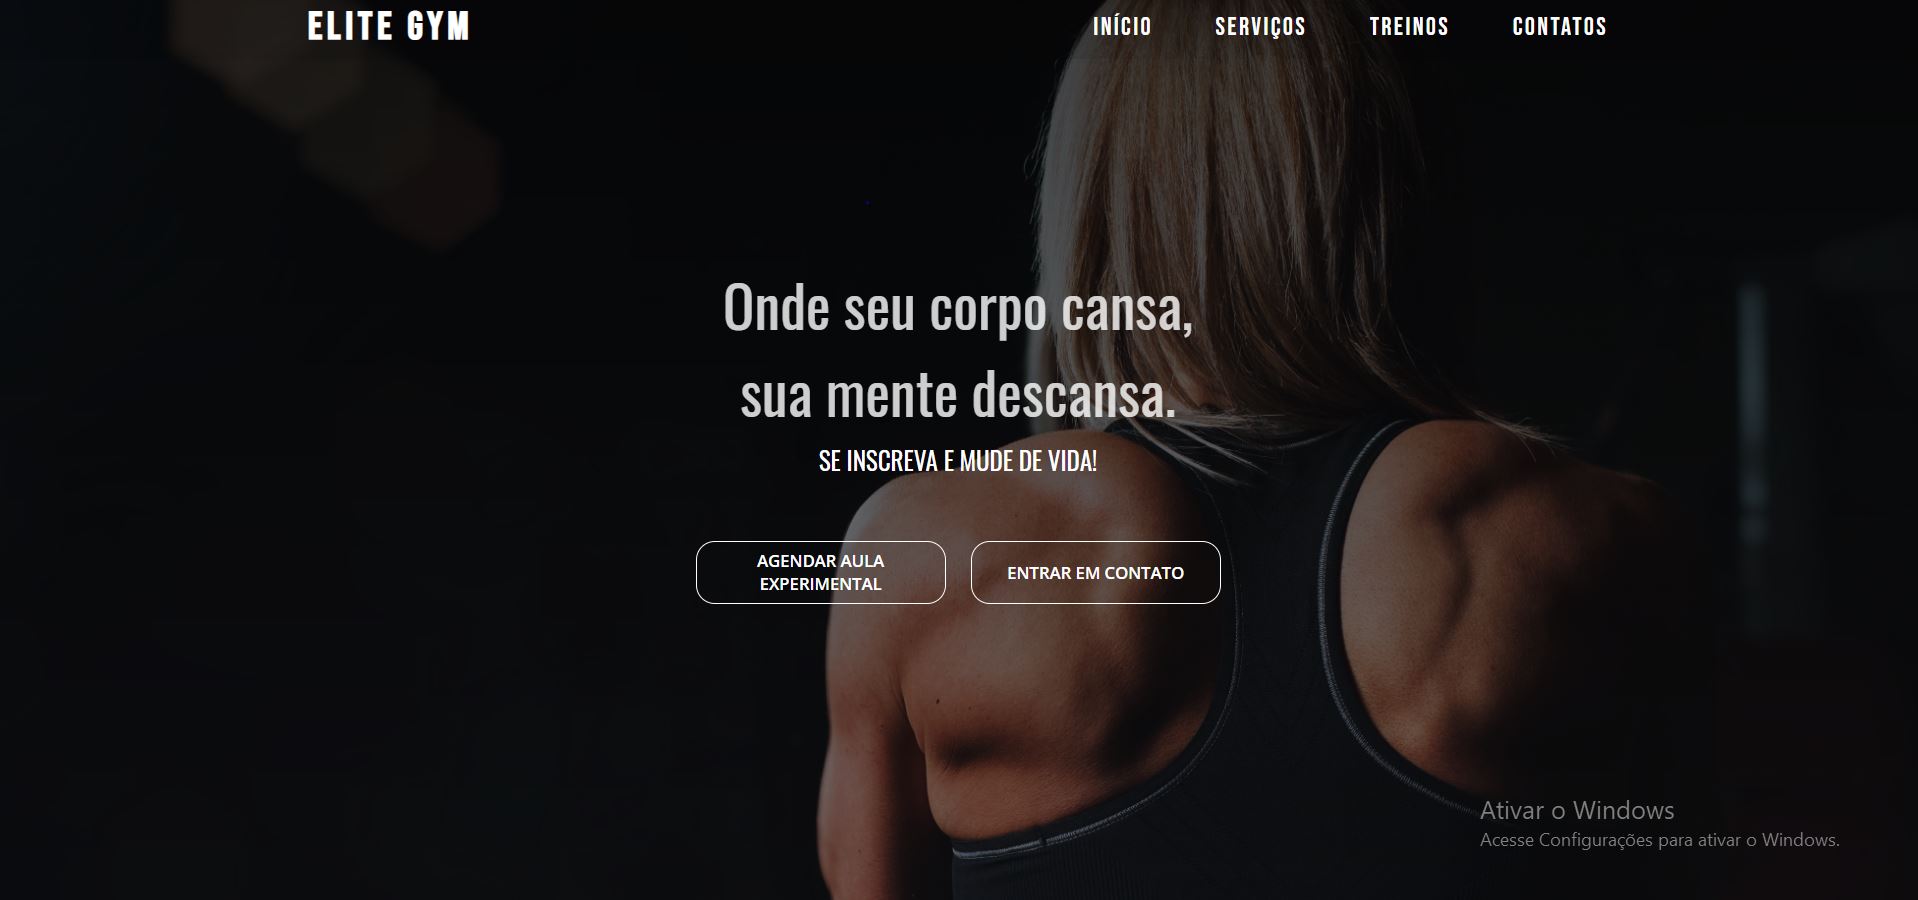 ELITE GYM
INÍCIO SERVIÇOS TREINOS CONTATOS
Onde seu corpo cansa,
sua mente descansa.
SE INSCREVA E MUDE DE VIDA!
AGENDAR AULA
EXPERIMENTAL
ENTRAR EM CONTATO
Ativar o Windows
Acesse Configurações para ativar o Windows.